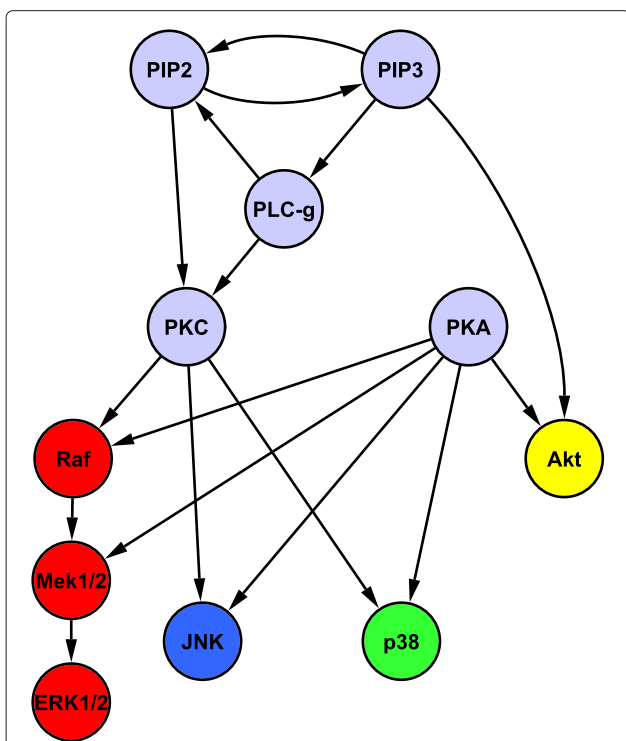 PIP2
PIP3
PLC-g
PKC
PKA
Raf
Akt
Mek1/2
JNK
p38
ERK1/2